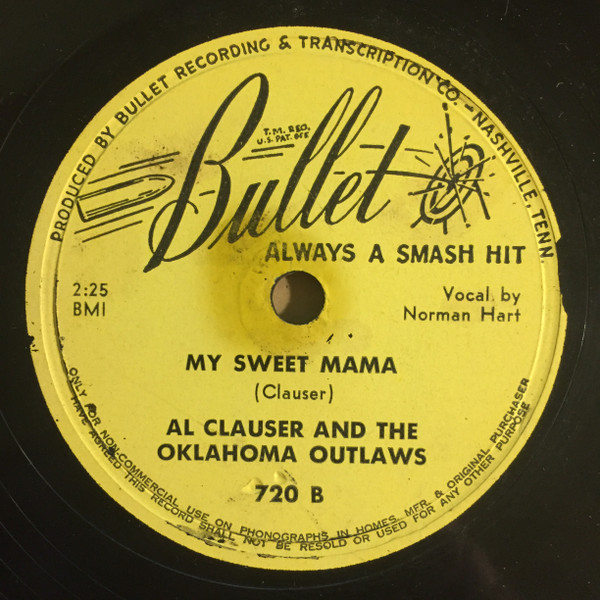 PRODUCED BY BULLET RECORDING & TRANSCRIPTION CO. - NASHVILLE, TENN
T.M. REG.
U.S. PAT. OFF
Bullet
ALWAYS A SMASH HIT
2:25
BMI
Vocal by
Norman Hart
MY SWEET MAMA
(Clauser)
AL CLAUSER AND THE
OKLAHOMA OUTLAWS
720 B
ONLY FOR NON-COMMERCIAL USE ON PHONOGRAPHS IN HOMES. MFR. & ORIGINAL PURCHASER
HAVE AGREED THIS RECORD SHALL NOT BE RESOLD OR USED FOR ANY OTHER PURPOSE